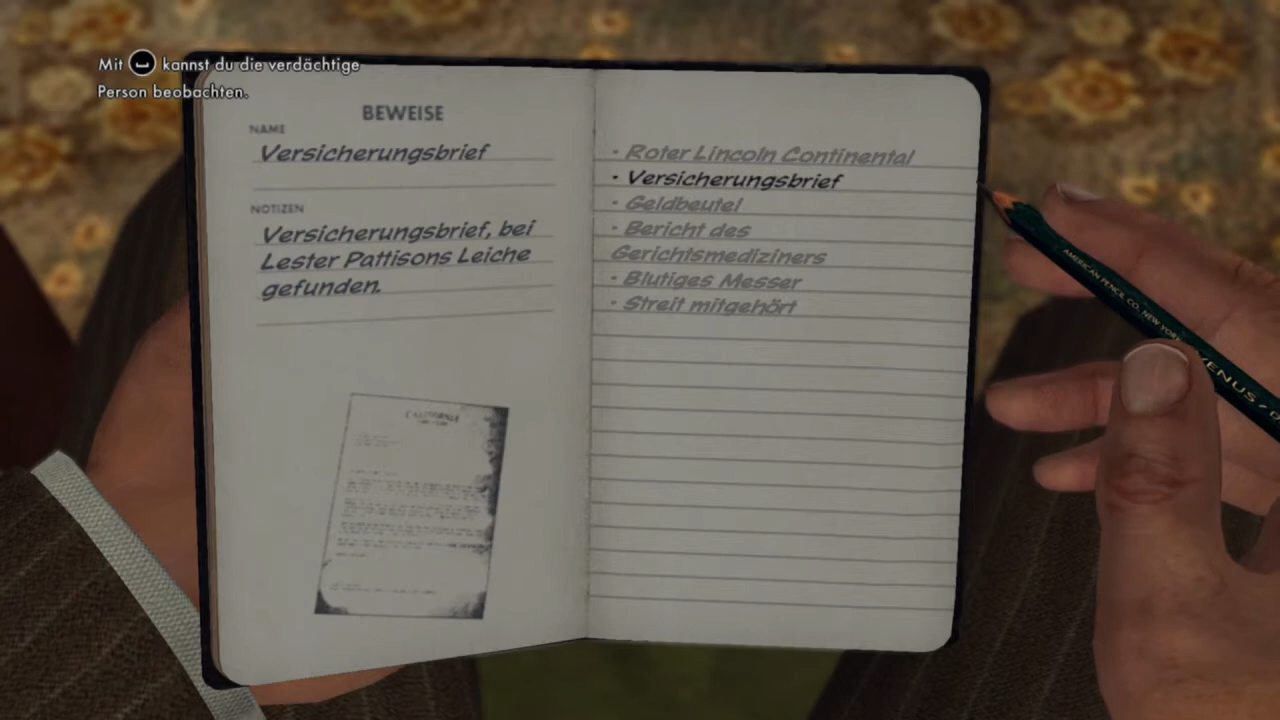 Mit kannst du die verdächtige
Person beobachten.
BEWEISE
NAME
Versicherungsbrief
NOTIZEN
Versicherungsbrief, bei
Lester Pattisons Leiche
gefunden.
CALIFORNIA
· Roter Lincoln Continental
· Versicherungsbrief
· Geldbeutel
· Bericht des
Gerichtsmediziners
· Blutiges Messer
· Streit mitgehört
AMERICAN PENCIL CO. NEW YORK
VENUS